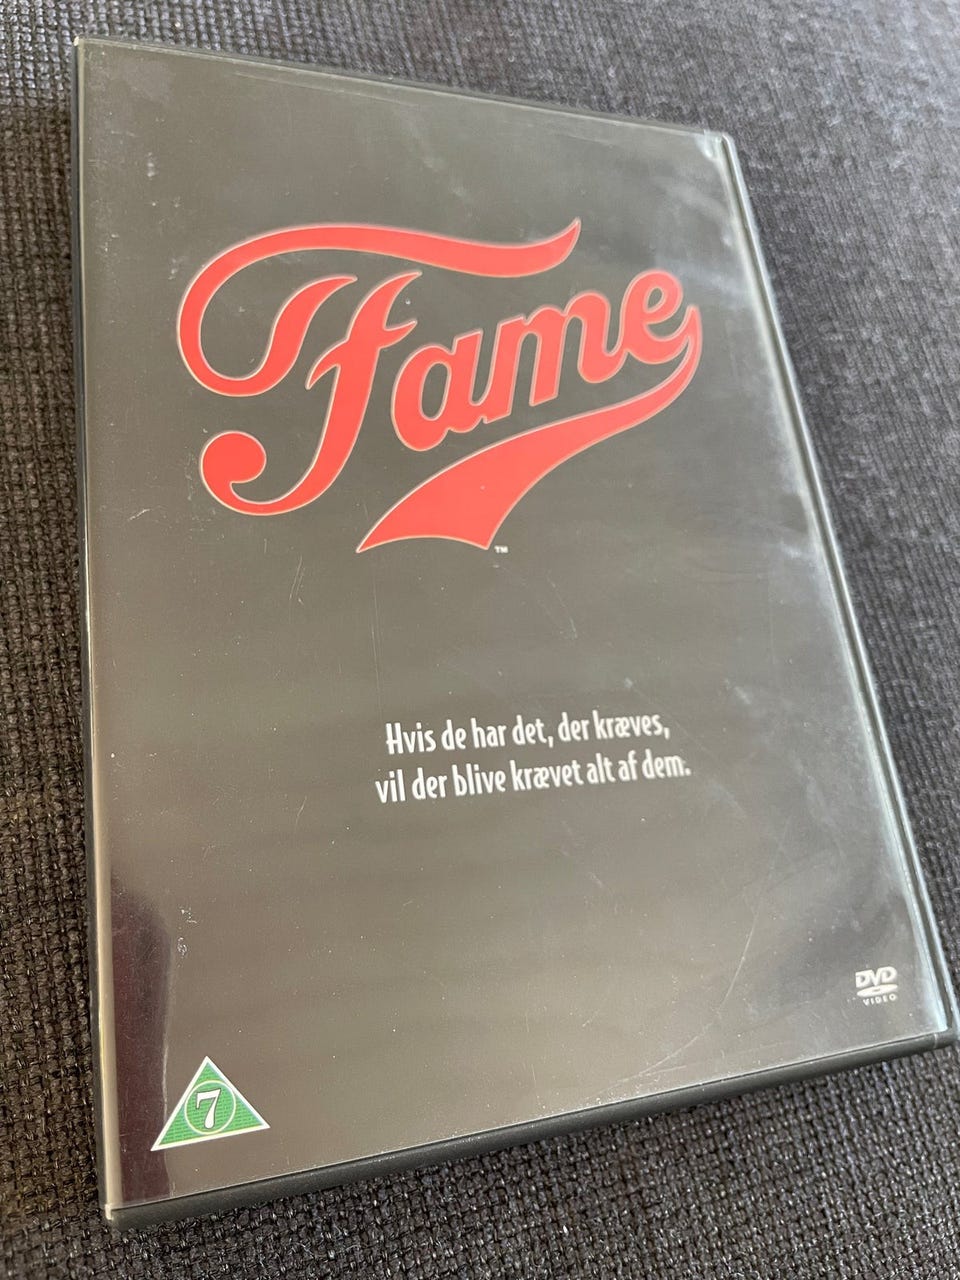 Fame
TM
Hvis de har det, der kræves,
vil der blive krævet alt af dem.
DVD
VIDEO
7